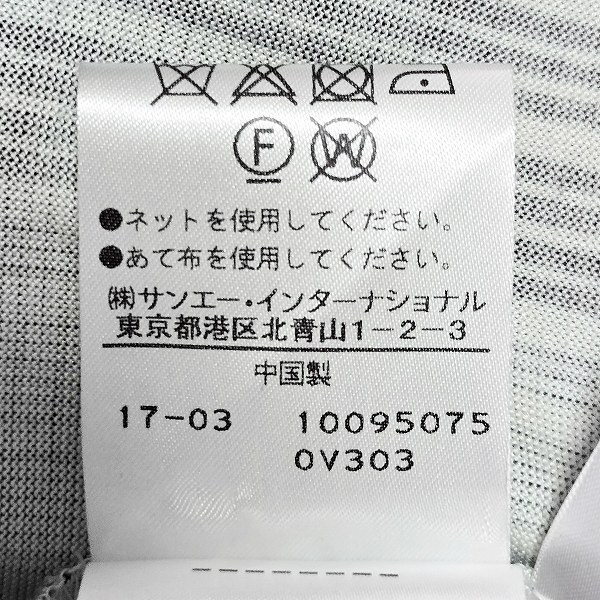 F W
●ネットを使用してください。
●あて布を使用してください。
㈱サンエー・インターナショナル
東京都港区北青山1-2-3
中国製
17-03 10095075
0V303